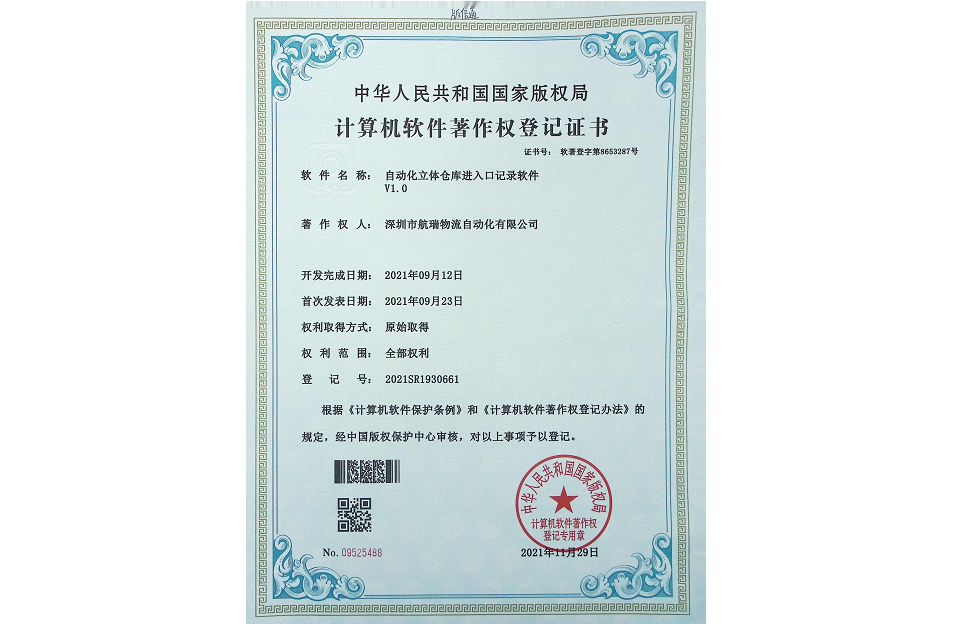 中华人民共和国国家版权局
计算机软件著作权登记证书
证书号： 软著登字第8653287号
软件名称： 自动化立体仓库进入口记录软件
V1.0
著作权人： 深圳市航瑞物流自动化有限公司
开发完成日期： 2021年09月12日
首次发表日期： 2021年09月23日
权利取得方式： 原始取得
权利范围： 全部权利
登记号： 2021SR1930661
根据《计算机软件保护条例》和《计算机软件著作权登记办法》的
规定，经中国版权保护中心审核，对以上事项予以登记。
中华人民共和国国家版权局
计算机软件著作权
登记专用章
No. 09525488
2021年11月29日